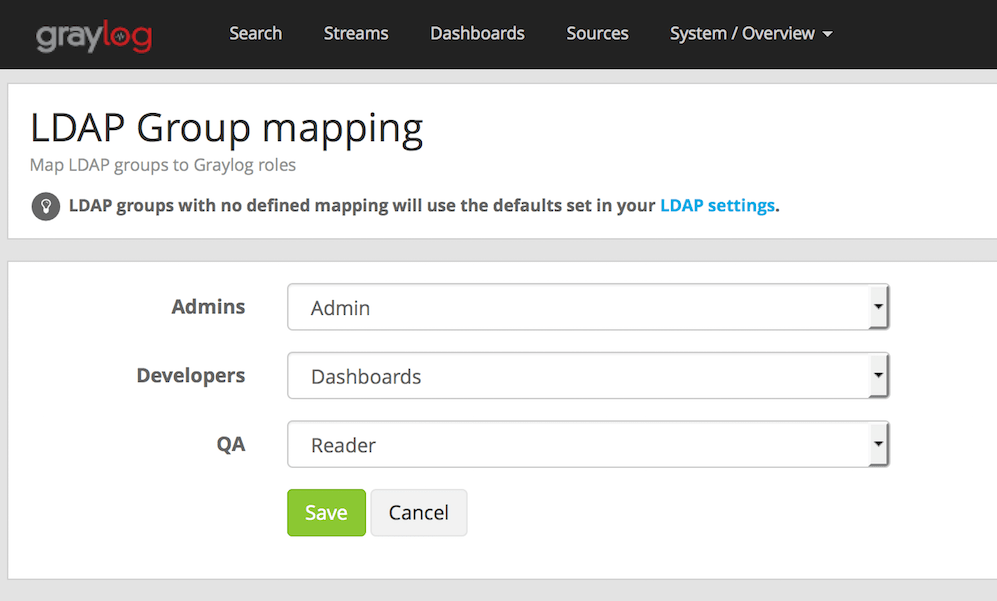 graylog Search Streams Dashboards Sources System / Overview
LDAP Group mapping
Map LDAP groups to Graylog roles
LDAP groups with no defined mapping will use the defaults set in your LDAP settings.
Admins Admin
Developers Dashboards
QA Reader
Save Cancel